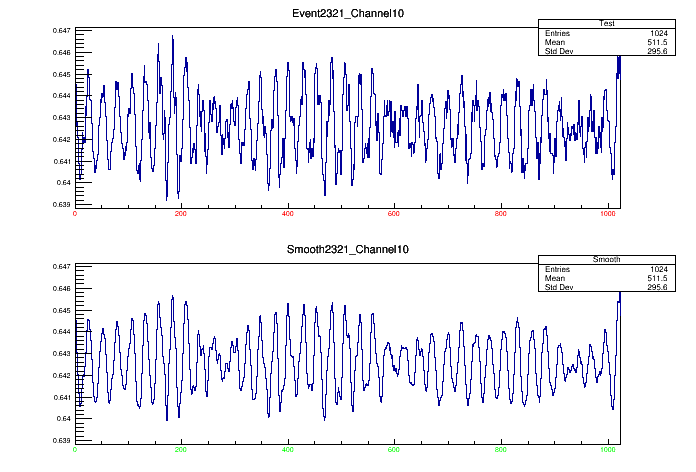 Event2321_Channel10
Test
Entries 1024
Mean 511.5
Std Dev 295.6
0.647
0.646
0.645
0.644
0.643
0.642
0.641
0.64
0.639
0 200 400 600 800 1000
Smooth2321_Channel10
Smooth
Entries 1024
Mean 511.5
Std Dev 295.6
0.647
0.646
0.645
0.644
0.643
0.642
0.641
0.64
0.639
0 200 400 600 800 1000